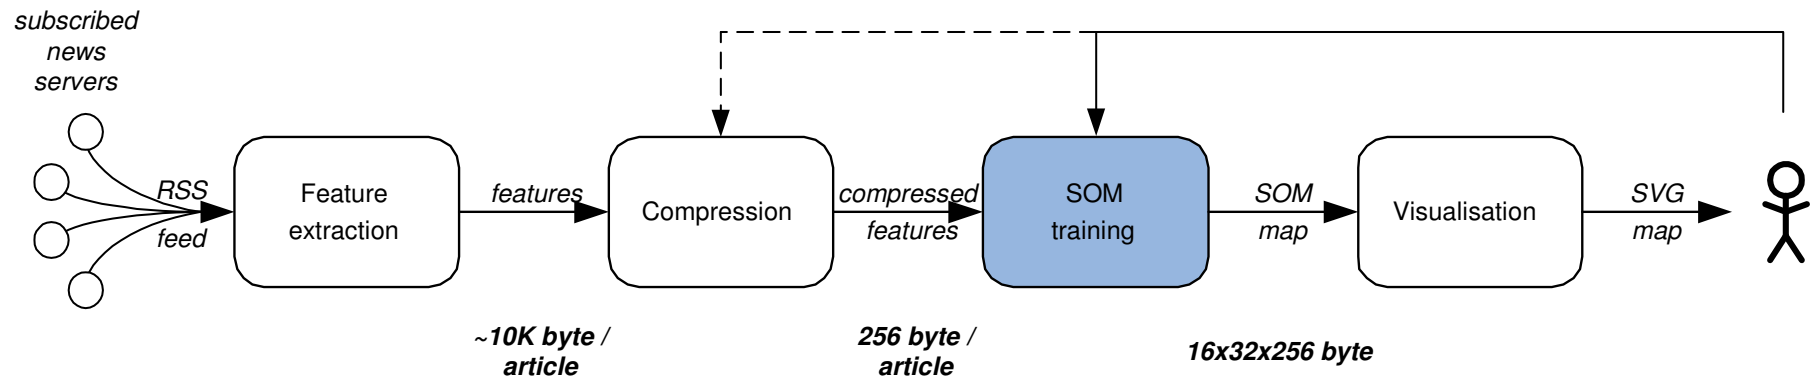 subscribed
news
servers
RSS
feed
Feature
extraction
features
Compression
compressed
features
SOM
training
SOM
map
Visualisation
SVG
map
~10K byte /
article
256 byte /
article
16x32x256 byte